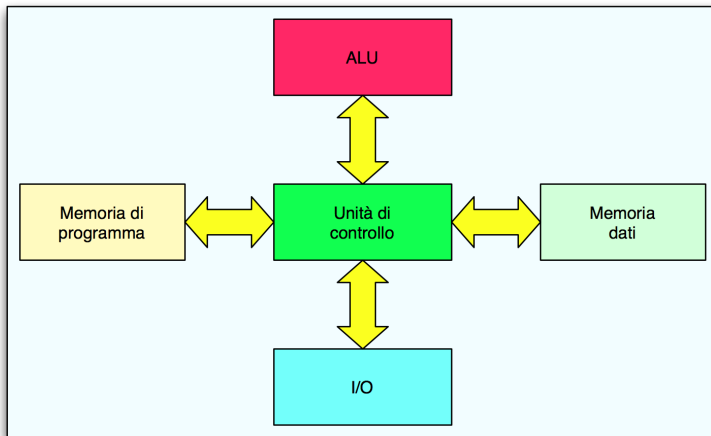 ALU
Memoria di
programma
Unità di
controllo
Memoria
dati
I/O